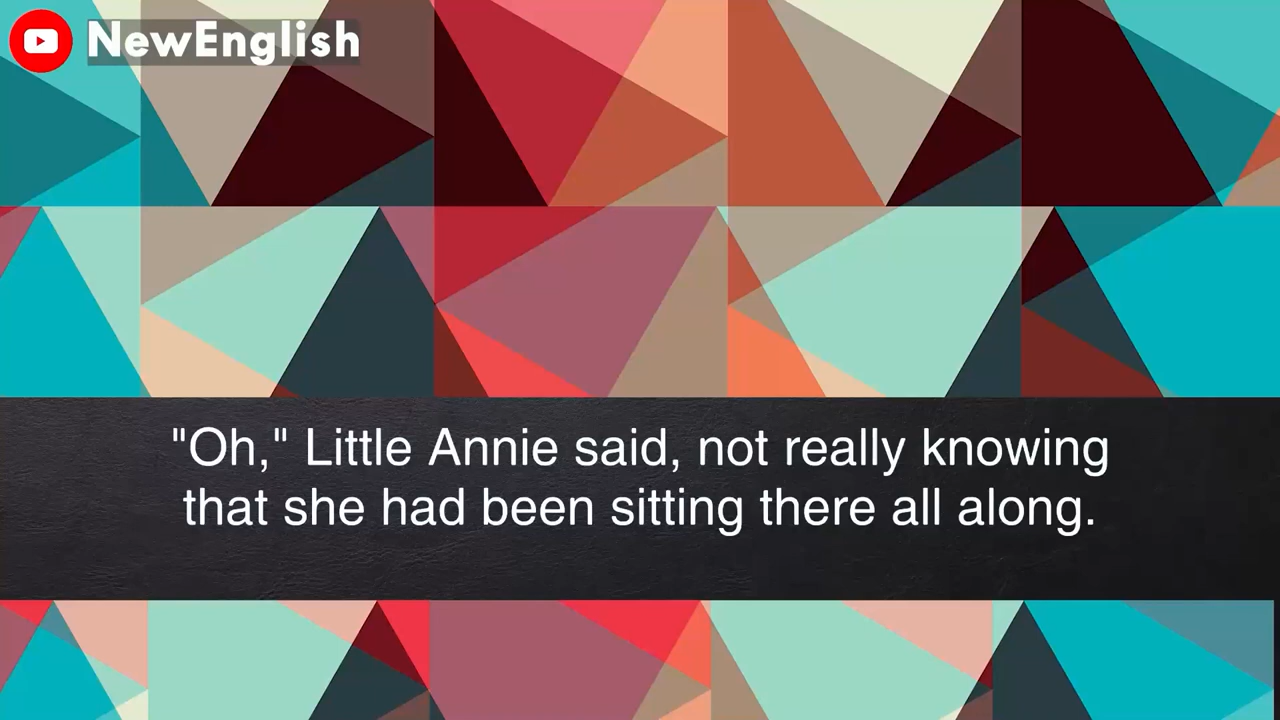 NewEnglish
"Oh," Little Annie said, not really knowing
that she had been sitting there all along.